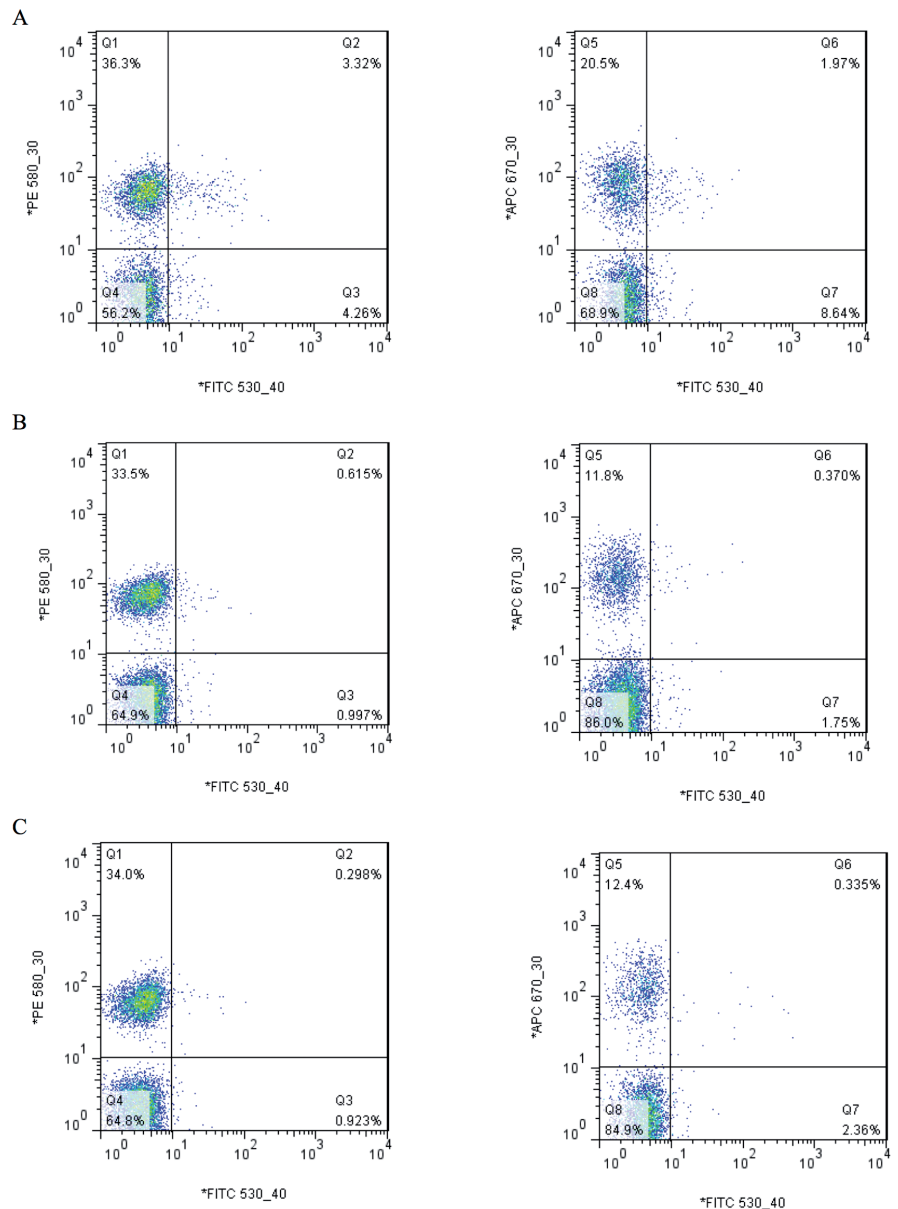 A
Q1 Q2
36.3% 3.32%
10^4
10^3
10^2
10^1
10^0
*PE 580_30
Q4 Q3
56.2% 4.26%
10^0 10^1 10^2 10^3 10^4
*FITC 530_40
Q5 Q6
20.5% 1.97%
10^4
10^3
10^2
10^1
10^0
*APC 670_30
Q8 Q7
68.9% 8.64%
10^0 10^1 10^2 10^3 10^4
*FITC 530_40
B
Q1 Q2
33.5% 0.615%
10^4
10^3
10^2
10^1
10^0
*PE 580_30
Q4 Q3
64.9% 0.997%
10^0 10^1 10^2 10^3 10^4
*FITC 530_40
Q5 Q6
11.8% 0.370%
10^4
10^3
10^2
10^1
10^0
*APC 670_30
Q8 Q7
86.0% 1.75%
10^0 10^1 10^2 10^3 10^4
*FITC 530_40
C
Q1 Q2
34.0% 0.298%
10^4
10^3
10^2
10^1
10^0
*PE 580_30
Q4 Q3
64.8% 0.923%
10^0 10^1 10^2 10^3 10^4
*FITC 530_40
Q5 Q6
12.4% 0.335%
10^4
10^3
10^2
10^1
10^0
*APC 670_30
Q8 Q7
84.9% 2.36%
10^0 10^1 10^2 10^3 10^4
*FITC 530_40